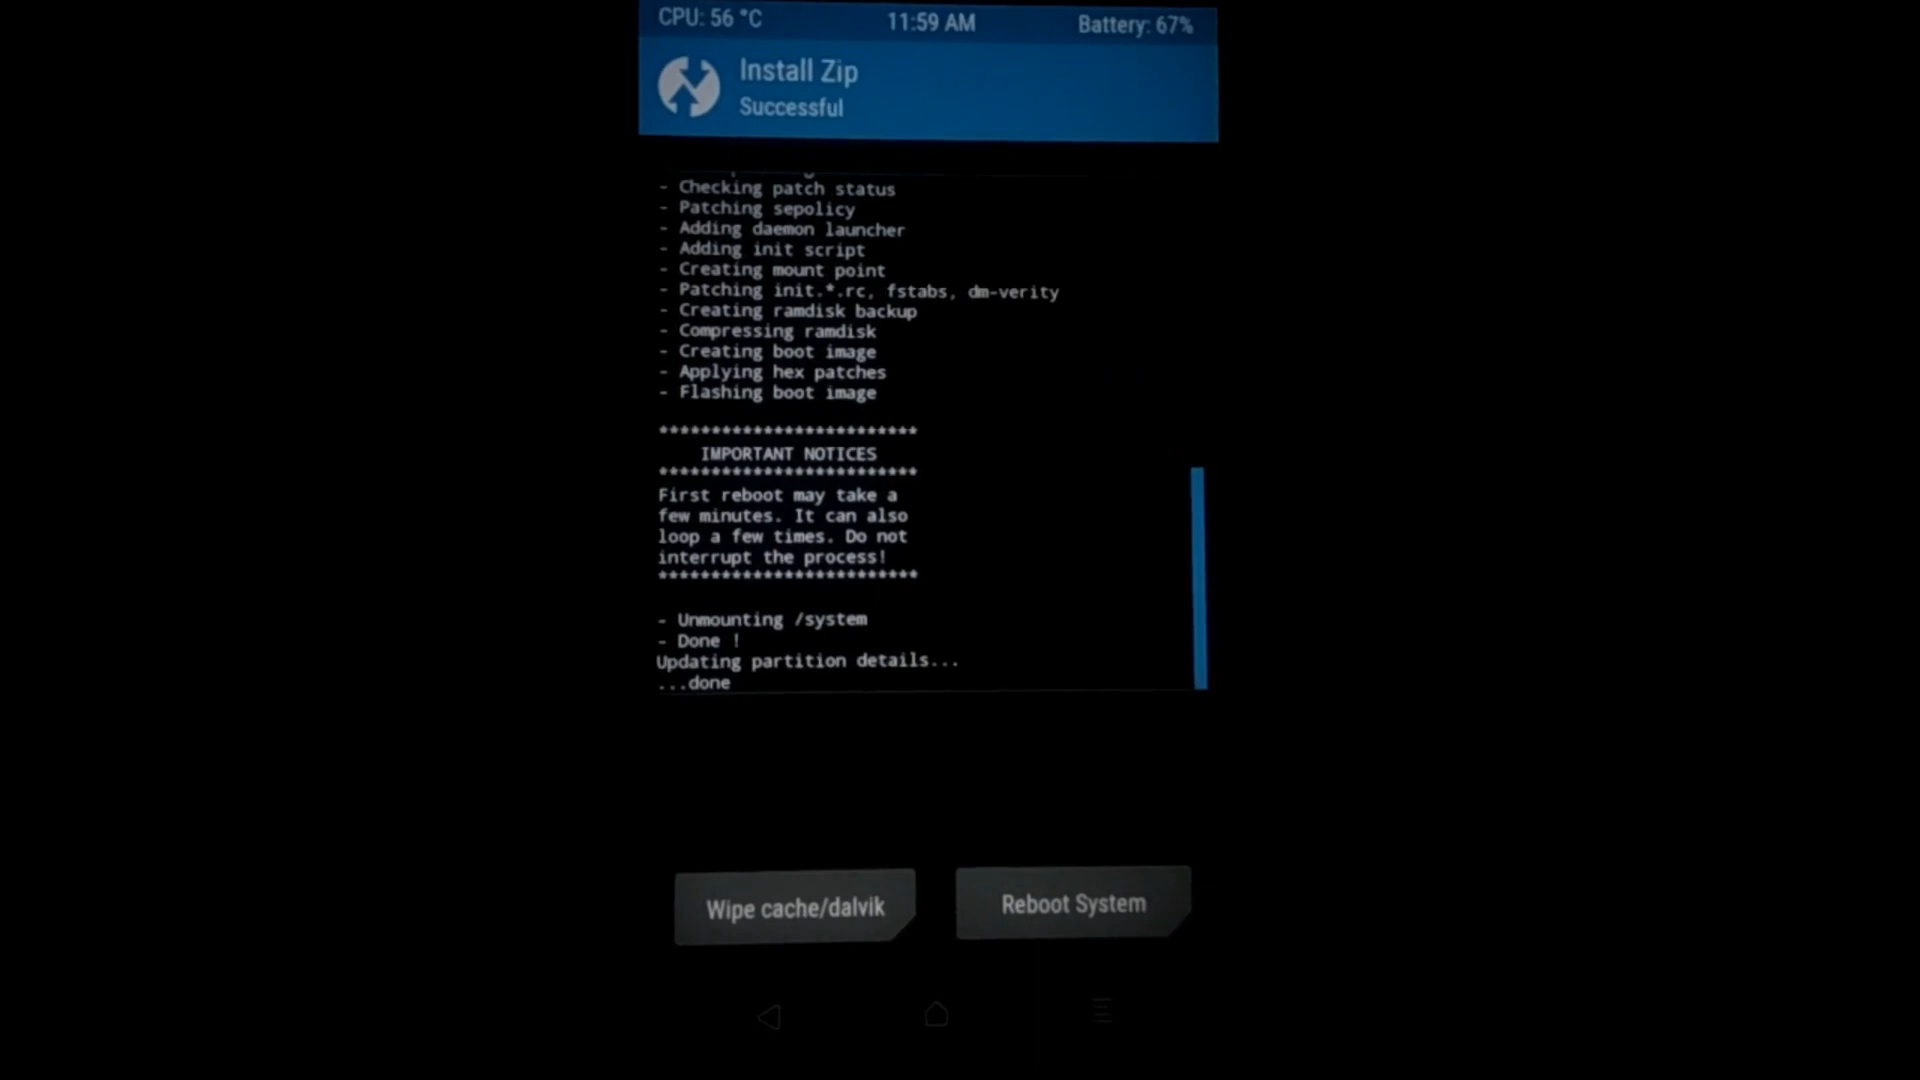 CPU: 56 °C 11:59 AM Battery: 67%
Install Zip
Successful
- Checking patch status
- Patching sepolicy
- Adding daemon launcher
- Adding init script
- Creating mount point
- Patching init.*.rc, fstabs, dm-verity
- Creating ramdisk backup
- Compressing ramdisk
- Creating boot image
- Applying hex patches
- Flashing boot image
*************************
IMPORTANT NOTICES
*************************
First reboot may take a
few minutes. It can also
loop a few times. Do not
interrupt the process!
*************************
- Unmounting /system
- Done !
Updating partition details...
...done
Wipe cache/dalvik
Reboot System